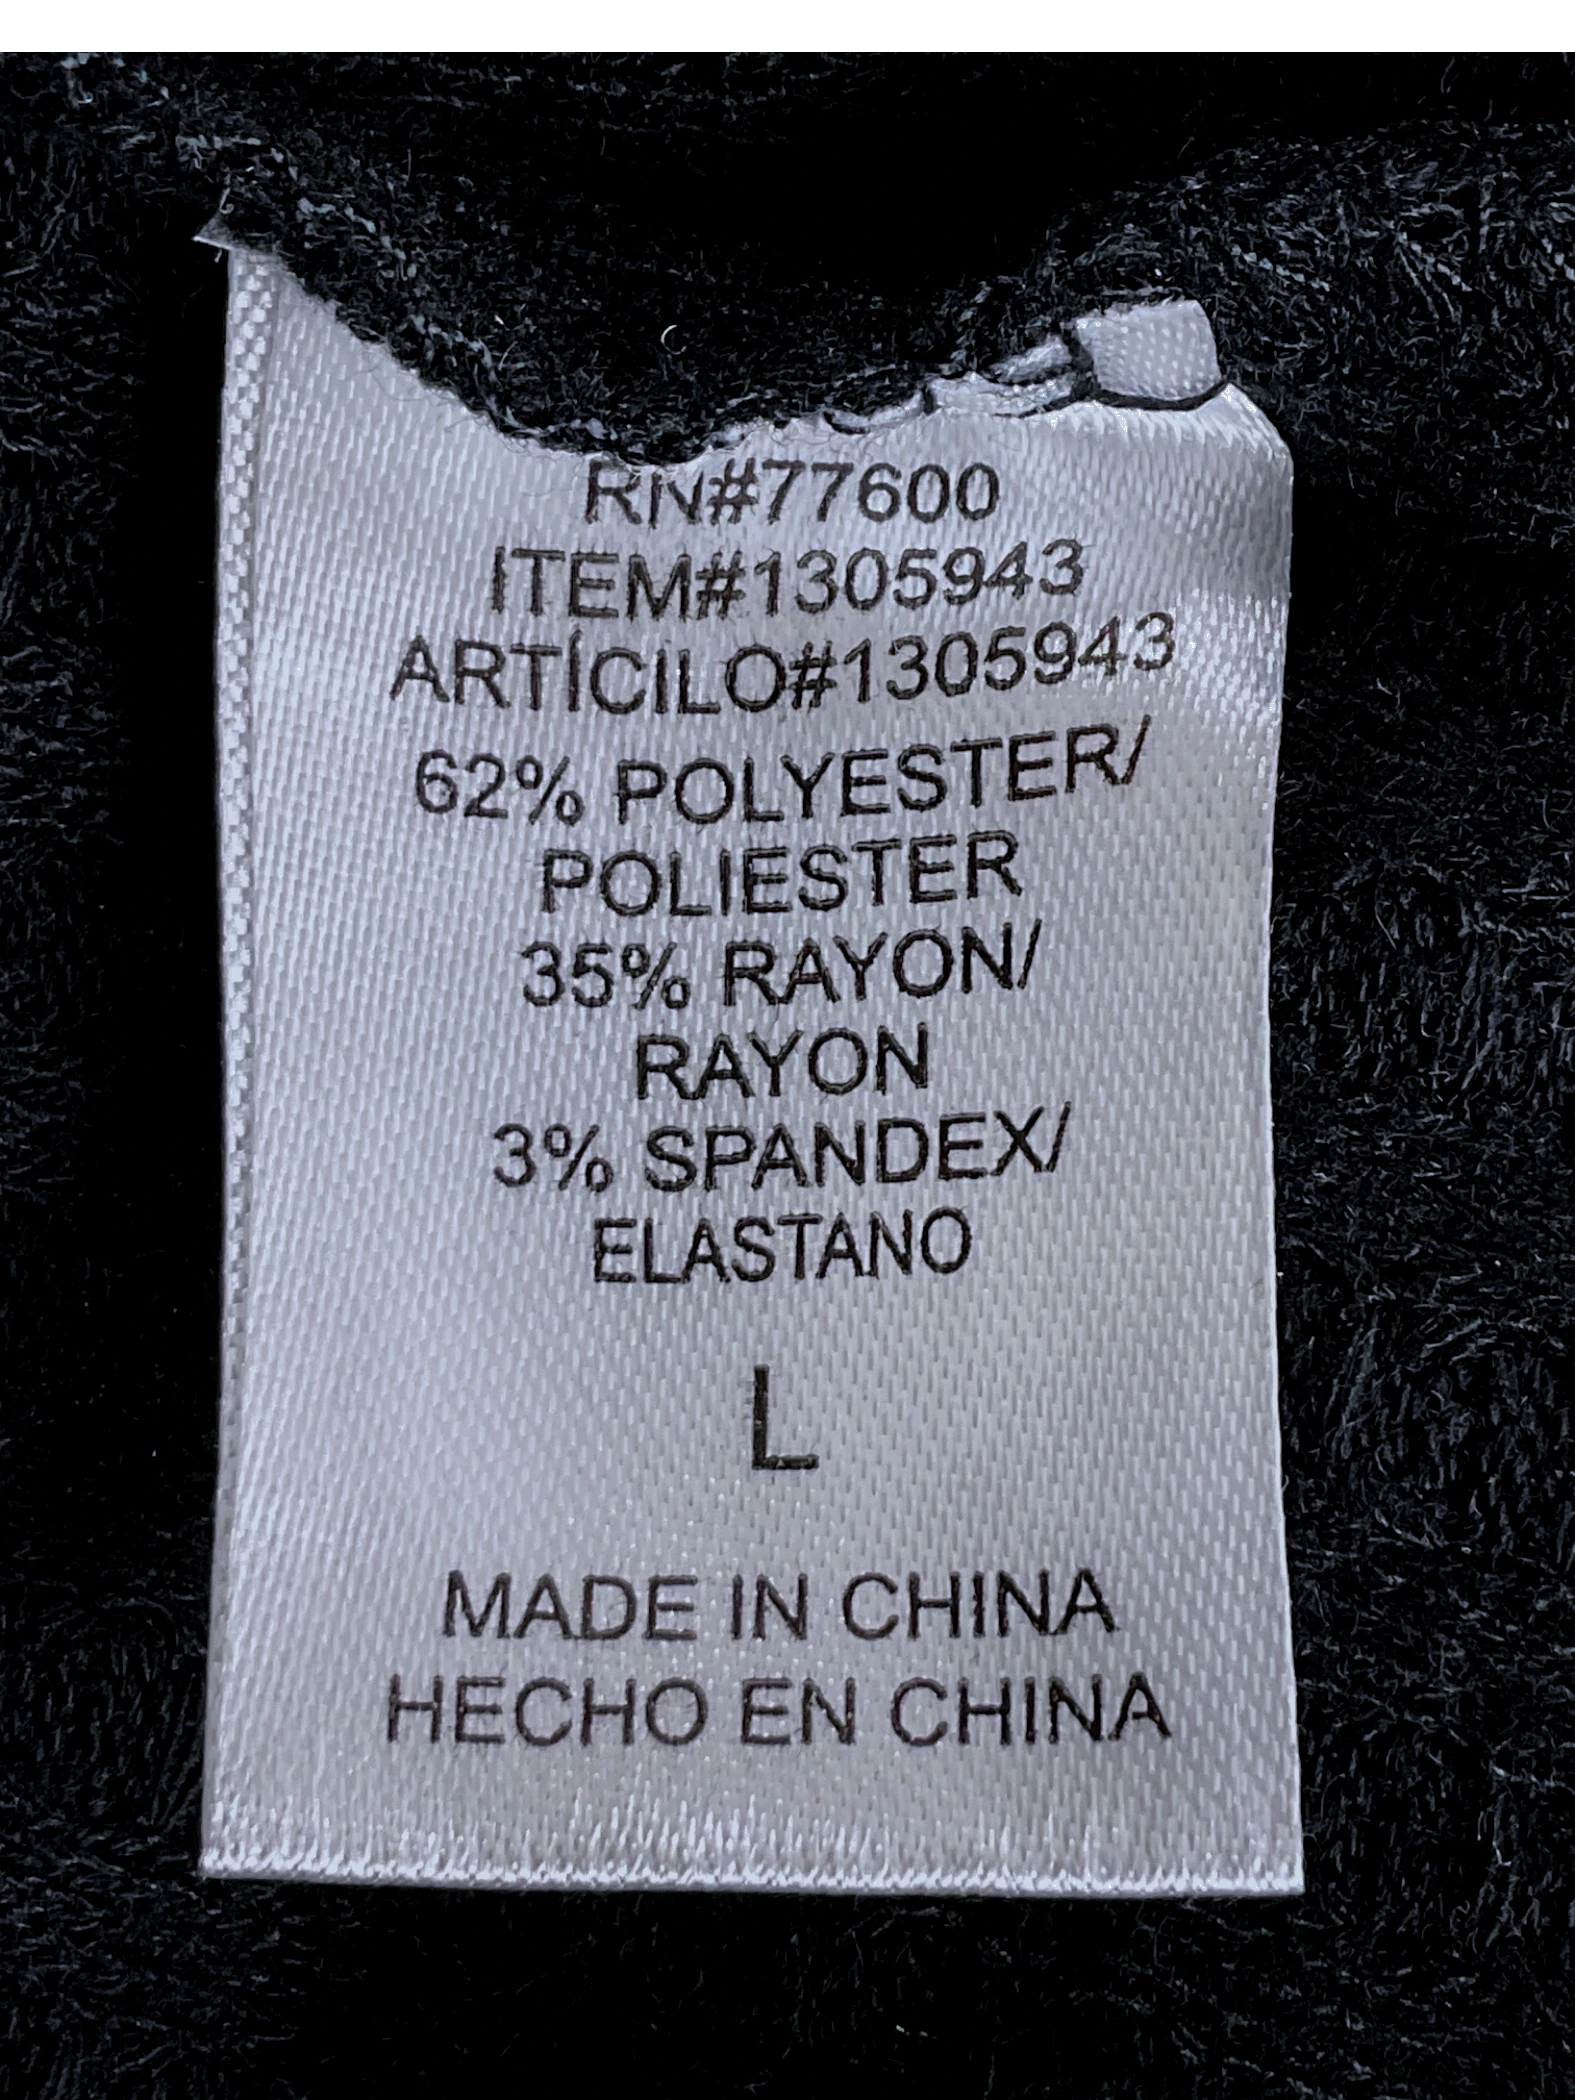 RN#77600
ITEM#1305943
ARTÍCILO#1305943
62% POLYESTER/
POLIESTER
35% RAYON/
RAYON
3% SPANDEX/
ELASTANO
L
MADE IN CHINA
HECHO EN CHINA